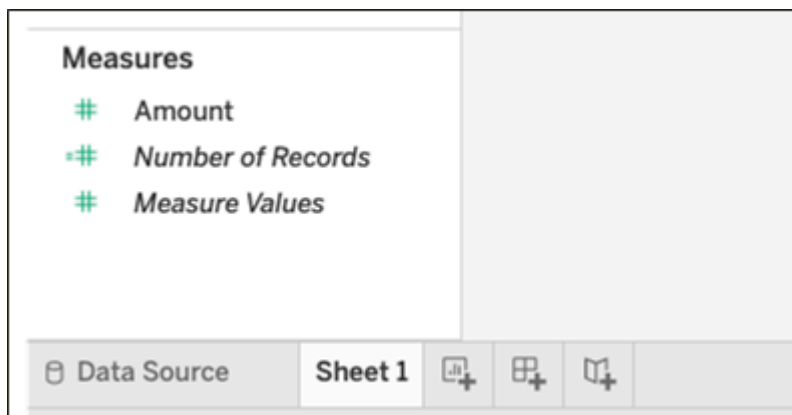 Measures
Amount
Number of Records
Measure Values
Data Source Sheet 1